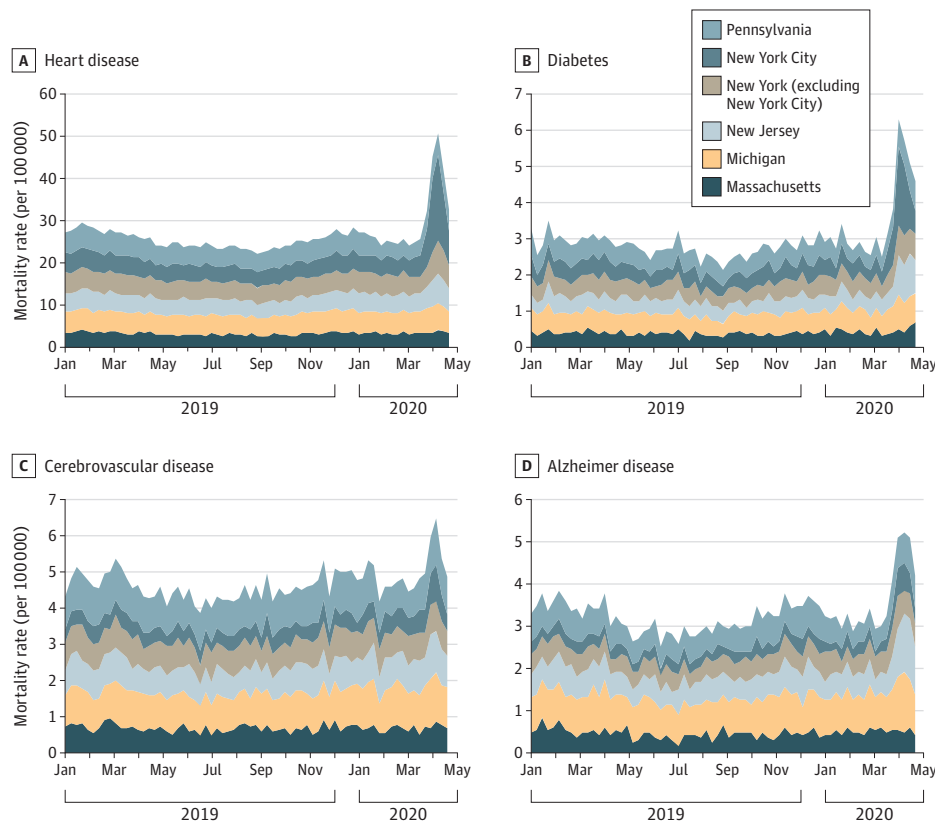 A Heart disease
Mortality rate (per 100 000)
60
50
40
30
20
10
0
Jan Mar May Jul Sep Nov Jan Mar May
2019 2020
B Diabetes
7
6
5
4
3
2
1
0
Jan Mar May Jul Sep Nov Jan Mar May
2019 2020
Pennsylvania
New York City
New York (excluding
New York City)
New Jersey
Michigan
Massachusetts
C Cerebrovascular disease
Mortality rate (per 100 000)
7
6
5
4
3
2
1
0
Jan Mar May Jul Sep Nov Jan Mar May
2019 2020
D Alzheimer disease
6
5
4
3
2
1
0
Jan Mar May Jul Sep Nov Jan Mar May
2019 2020